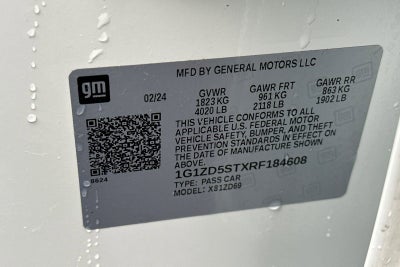 MFD BY GENERAL MOTORS LLC
gm
02/24 GVWR GAWR FRT GAWR RR
1823 KG 961 KG 863 KG
4020 LB 2118 LB 1902 LB
THIS VEHICLE CONFORMS TO ALL
APPLICABLE U.S. FEDERAL MOTOR
VEHICLE SAFETY, BUMPER, AND THEFT
PREVENTION STANDARDS IN EFFECT ON
THE DATE OF MANUFACTURE SHOWN ABOVE.
1G1ZD5STXRF184608
TYPE: PASS CAR
8624 MODEL: X81ZD69